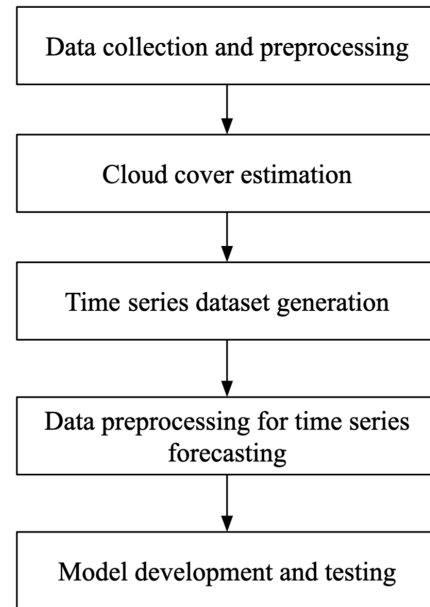 Data collection and preprocessing
Cloud cover estimation
Time series dataset generation
Data preprocessing for time series
forecasting
Model development and testing